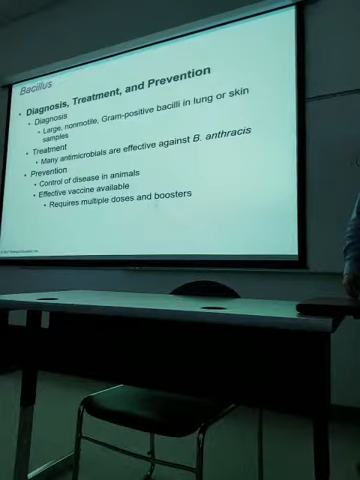 Bacillus
• Diagnosis, Treatment, and Prevention
• Diagnosis
• Large, nonmotile, Gram-positive bacilli in lung or skin
samples
• Treatment
• Many antimicrobials are effective against B. anthracis
• Prevention
• Control of disease in animals
• Effective vaccine available
• Requires multiple doses and boosters